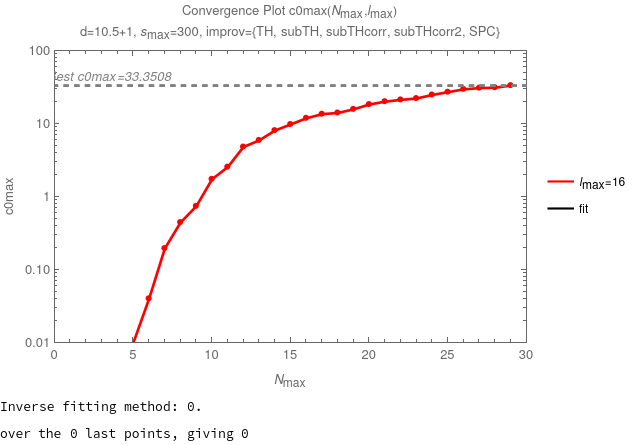 Convergence Plot c0max(Nmax,lmax)
d=10.5+1, smax=300, improv={TH, subTH, subTHcorr, subTHcorr2, SPC}
100
est c0max=33.3508
10
1
0.10
0.01
c0max
0 5 10 15 20 25 30
Nmax
lmax=16
fit
Inverse fitting method: 0.
over the 0 last points, giving 0